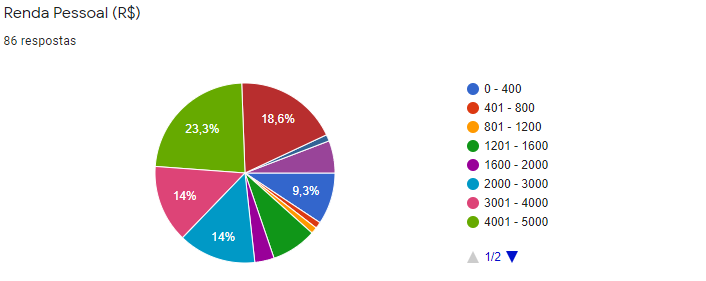 Renda Pessoal (R$)
86 respostas
18,6%
23,3%
14%
14%
9,3%
0 - 400
401 - 800
801 - 1200
1201 - 1600
1600 - 2000
2000 - 3000
3001 - 4000
4001 - 5000
1/2